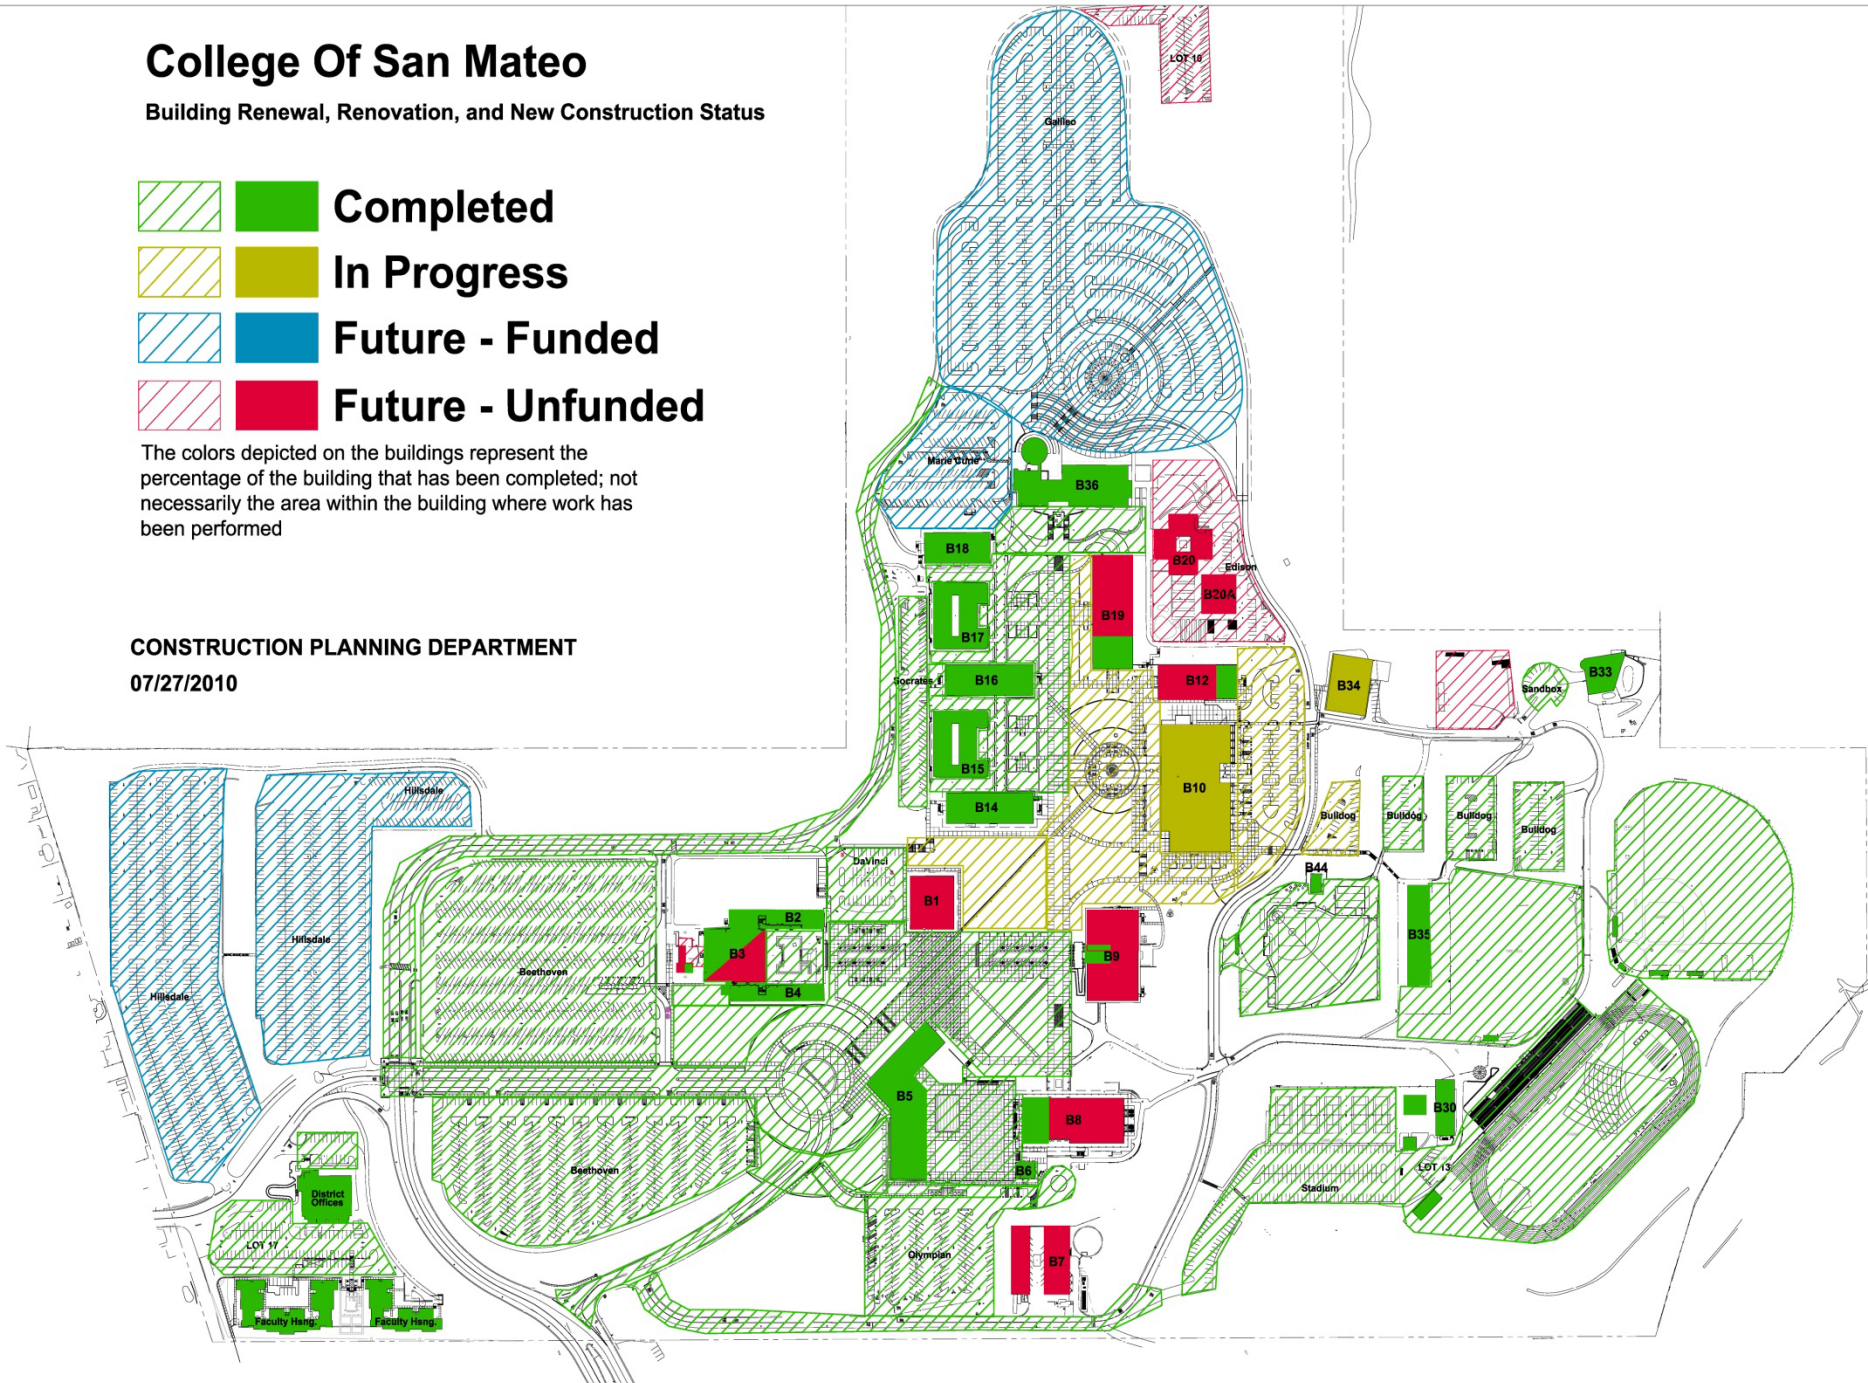 College Of San Mateo
Building Renewal, Renovation, and New Construction Status
Completed
In Progress
Future - Funded
Future - Unfunded
The colors depicted on the buildings represent the
percentage of the building that has been completed; not
necessarily the area within the building where work has
been performed
CONSTRUCTION PLANNING DEPARTMENT
07/27/2010
LOT 10
Galileo
Marie Curie
B36
B18
B20
Edison
B20A
B19
B17
Socrates
B16
B12
B34
Sandbox
B33
B15
B10
B14
Hillsdale
Bulldog
Bulldog
Bulldog
Bulldog
DaVinci
B44
B1
B2
B35
Hillsdale
B3
B9
Beethoven
B4
Hillsdale
B5
B8
B30
Beethoven
B6
LOT 13
Stadium
District
Offices
LOT 17
Olympian
B7
Faculty Hsng.
Faculty Hsng.